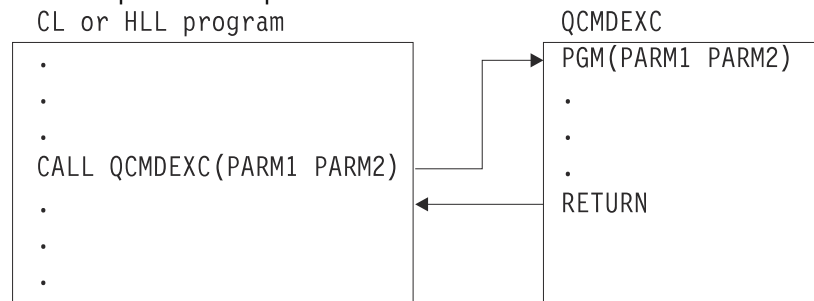 CL or HLL program
.
.
.
CALL QCMDEXC(PARM1 PARM2)
.
.
.
QCMDEXC
PGM(PARM1 PARM2)
.
.
.
RETURN